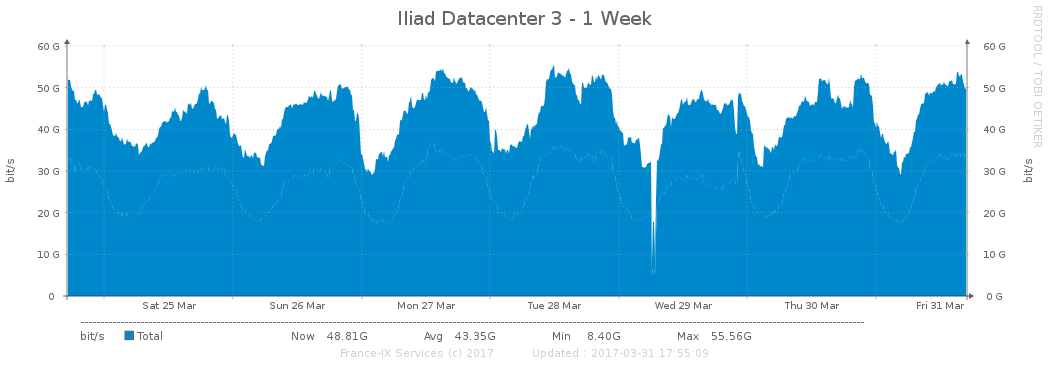 Iliad Datacenter 3 - 1 Week
RRDTOOL / TOBI OETIKER
60 G 60 G
50 G 50 G
40 G 40 G
30 G 30 G
20 G 20 G
10 G 10 G
0 0 G
bit/s
bit/s
Sat 25 Mar Sun 26 Mar Mon 27 Mar Tue 28 Mar Wed 29 Mar Thu 30 Mar Fri 31 Mar
bit/s Total Now 48.81G Avg 43.35G Min 8.40G Max 55.56G
France-IX Services (c) 2017 Updated : 2017-03-31 17:55:09